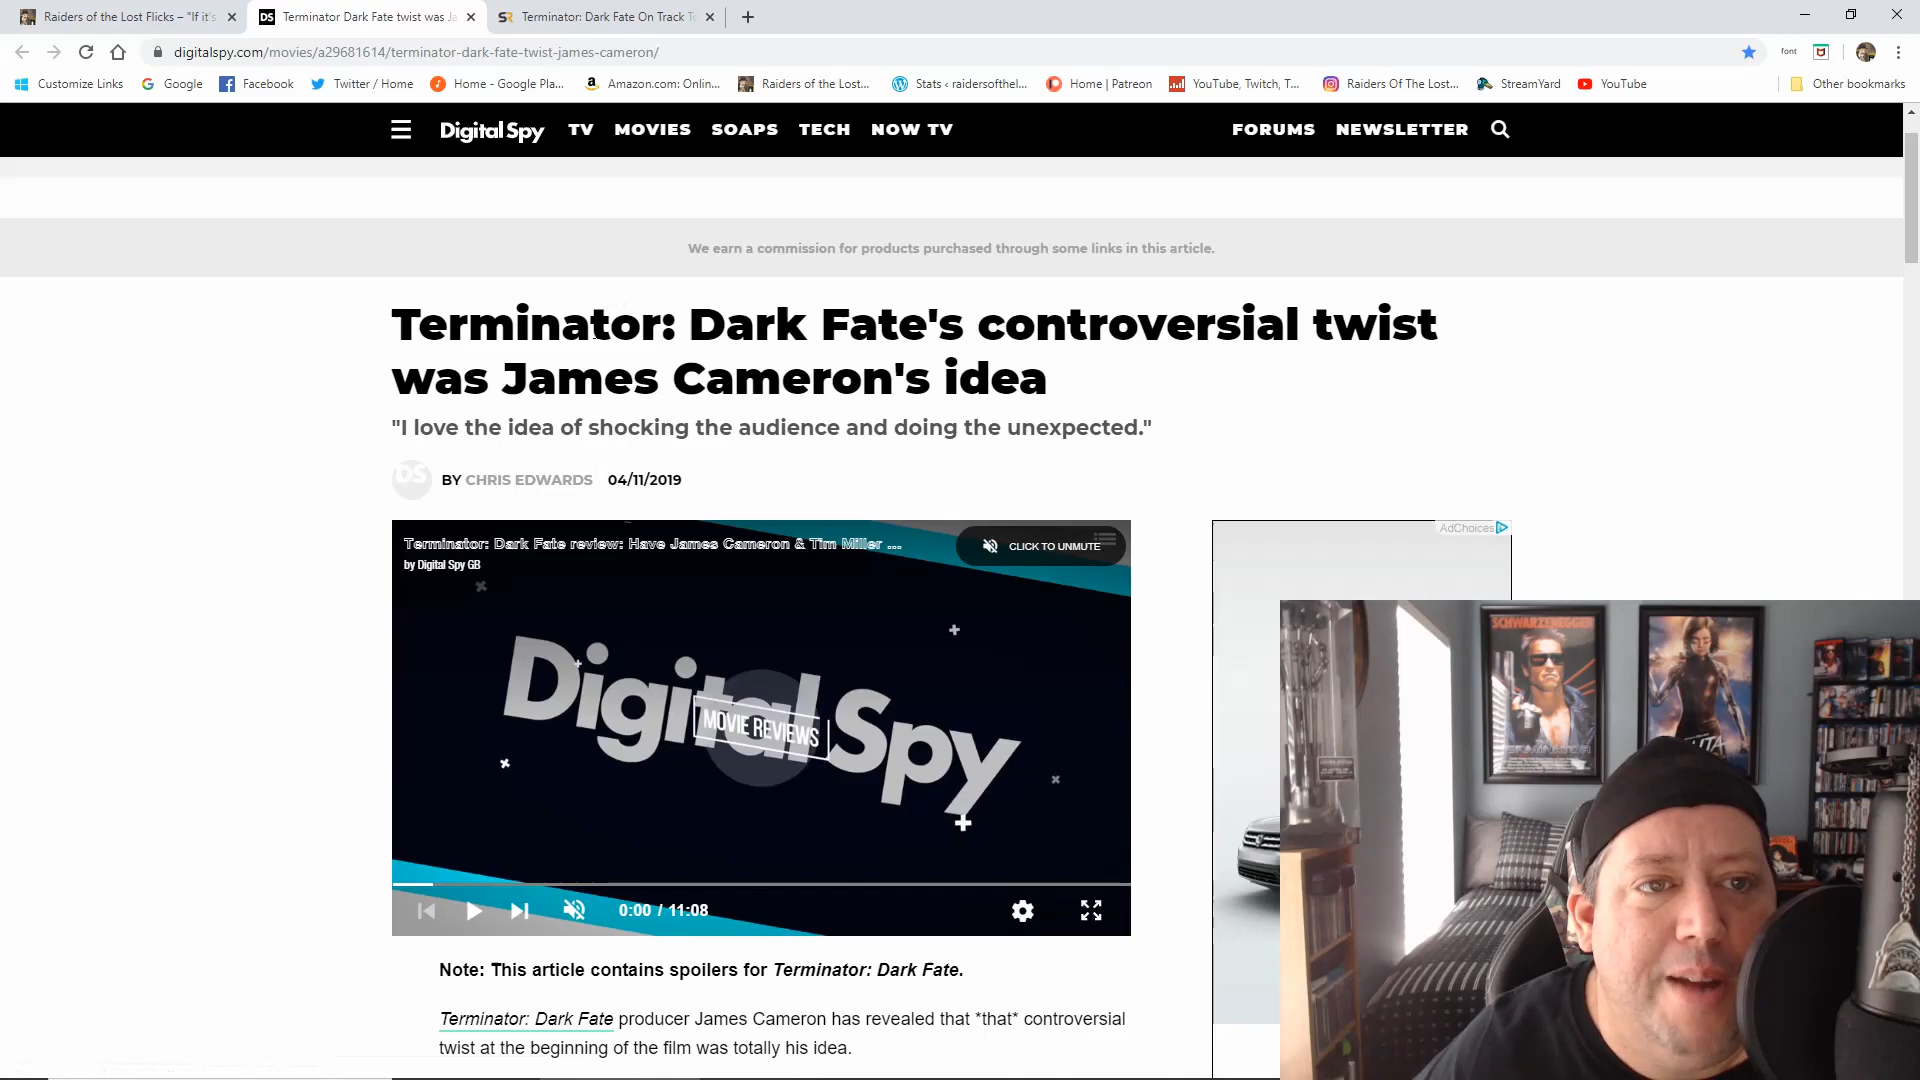 Raiders of the Lost Flicks – "If it's
Terminator Dark Fate twist was Ja
Terminator: Dark Fate On Track To
digitalspy.com/movies/a29681614/terminator-dark-fate-twist-james-cameron/
font
Customize Links
Google
Facebook
Twitter / Home
Home - Google Pla...
Amazon.com: Onlin...
Raiders of the Lost...
Stats ‹ raidersofthel...
Home | Patreon
YouTube, Twitch, T...
Raiders Of The Lost...
StreamYard
YouTube
Other bookmarks
Digital Spy
TV
MOVIES
SOAPS
TECH
NOW TV
FORUMS
NEWSLETTER
We earn a commission for products purchased through some links in this article.
Terminator: Dark Fate's controversial twist
was James Cameron's idea
"I love the idea of shocking the audience and doing the unexpected."
DS
BY CHRIS EDWARDS 04/11/2019
Terminator: Dark Fate review: Have James Cameron & Tim Miller ...
by Digital Spy GB
CLICK TO UNMUTE
Digital Spy
MOVIE REVIEWS
0:00 / 11:08
AdChoices
SCHWARZENEGGER
Note: This article contains spoilers for Terminator: Dark Fate.
Terminator: Dark Fate producer James Cameron has revealed that *that* controversial
twist at the beginning of the film was totally his idea.